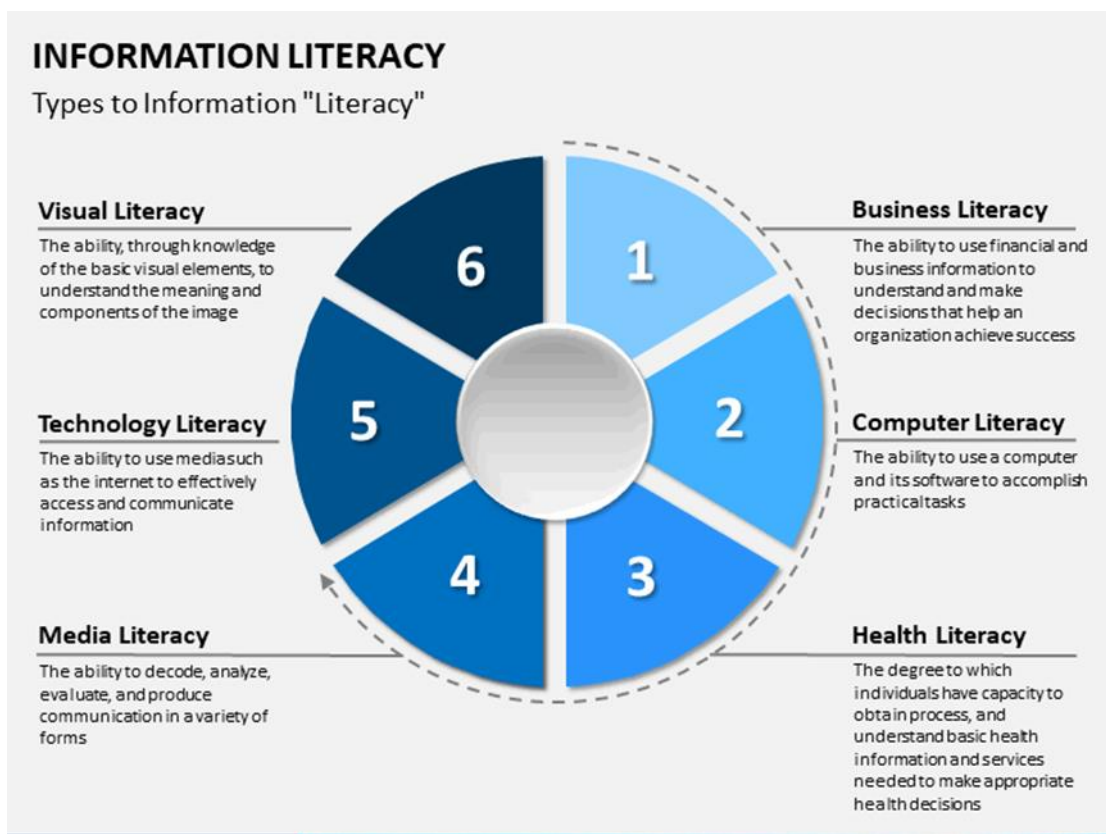 INFORMATION LITERACY
Types to Information "Literacy"
Visual Literacy
The ability, through knowledge
of the basic visual elements, to
understand the meaning and
components of the image
Technology Literacy
The ability to use media such
as the internet to effectively
access and communicate
information
Media Literacy
The ability to decode, analyze,
evaluate, and produce
communication in a variety of
forms
6
1
5
2
4
3
Business Literacy
The ability to use financial and
business information to
understand and make
decisions that help an
organization achieve success
Computer Literacy
The ability to use a computer
and its software to accomplish
practical tasks
Health Literacy
The degree to which
individuals have capacity to
obtain process, and
understand basic health
information and services
needed to make appropriate
health decisions